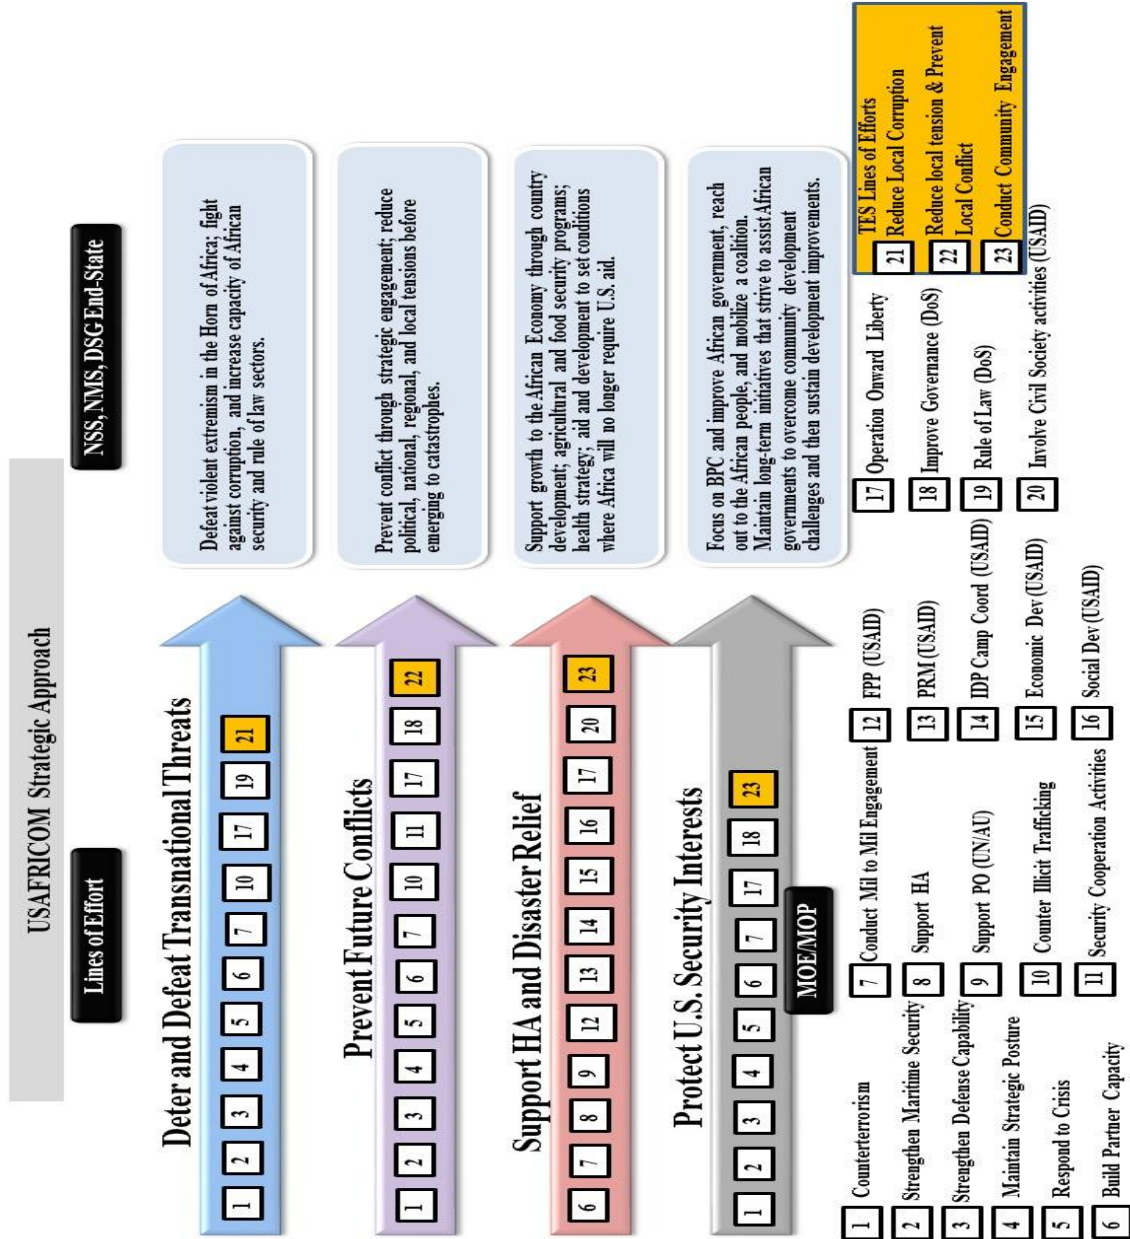 USAFRICOM Strategic Approach
Lines of Effort
NSS, NMS, DSG End-State
Deter and Defeat Transnational Threats
1 2 3 4 5 6 7 10 17 19 21
Defeat violent extremism in the Horn of Africa; fight
against corruption, and increase capacity of African
security and rule of law sectors.
Prevent Future Conflicts
1 2 3 4 5 6 7 10 11 17 18 22
Prevent conflict through strategic engagement; reduce
political, national, regional, and local tensions before
emerging to catastrophes.
Support HA and Disaster Relief
6 7 8 9 12 13 14 15 16 17 20 23
Support growth to the African Economy through country
development; agricultural and food security programs;
health strategy; aid and development to set conditions
where Africa will no longer require U.S. aid.
Protect U.S. Security Interests
1 2 3 4 5 6 7 17 18 23
Focus on BPC and improve African government, reach
out to the African people, and mobilize a coalition.
Maintain long-term initiatives that strive to assist African
governments to overcome community development
challenges and then sustain development improvements.
MOE/MOP
1 Counterterrorism
2 Strengthen Maritime Security
3 Strengthen Defense Capability
4 Maintain Strategic Posture
5 Respond to Crisis
6 Build Partner Capacity
7 Conduct Mil to Mil Engagement
8 Support HA
9 Support PO (UN/AU)
10 Counter Illicit Trafficking
11 Security Cooperation Activities
12 FPP (USAID)
13 PRM (USAID)
14 IDP Camp Coord (USAID)
15 Economic Dev (USAID)
16 Social Dev (USAID)
17 Operation Onward Liberty
18 Improve Governance (DoS)
19 Rule of Law (DoS)
20 Involve Civil Society activities (USAID)
TES Lines of Efforts
21 Reduce Local Corruption
22 Reduce local tension & Prevent
Local Conflict
23 Conduct Community Engagement